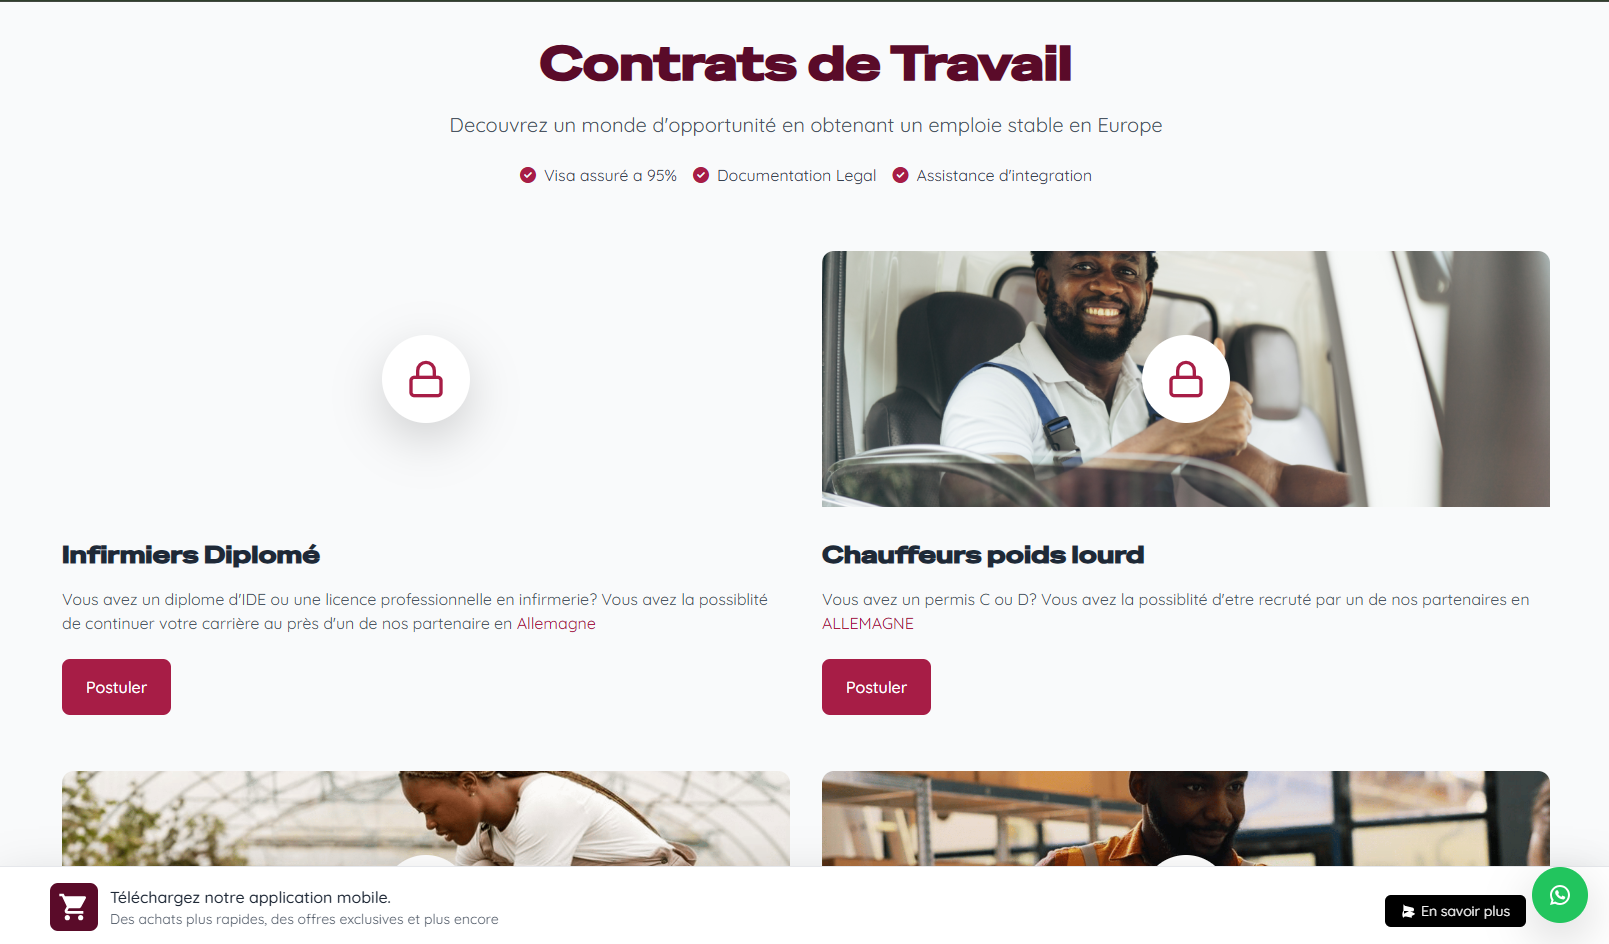 Contrats de Travail
Decouvrez un monde d'opportunité en obtenant un emploie stable en Europe
Visa assuré a 95% Documentation Legal Assistance d'integration
Infirmiers Diplomé
Vous avez un diplome d'IDE ou une licence professionnelle en infirmerie? Vous avez la possiblité
de continuer votre carrière au près d'un de nos partenaire en Allemagne
Postuler
Chauffeurs poids lourd
Vous avez un permis C ou D? Vous avez la possiblité d'etre recruté par un de nos partenaires en
ALLEMAGNE
Postuler
Téléchargez notre application mobile.
Des achats plus rapides, des offres exclusives et plus encore
En savoir plus